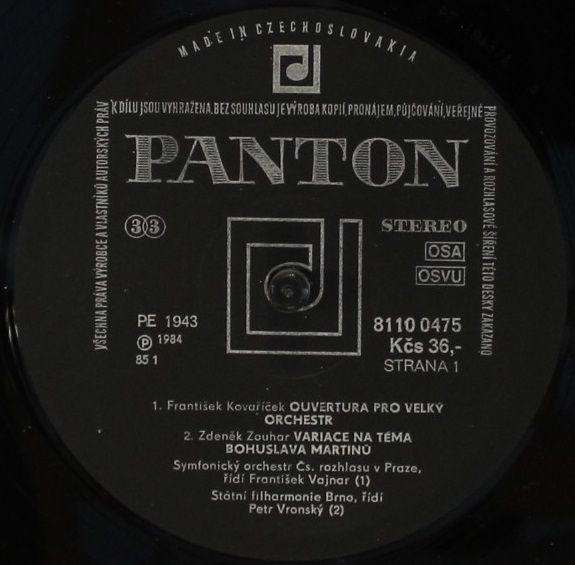 MADE IN CZECHOSLOVAKIA
VŠECHNA PRÁVA VÝROBCE A VLASTNÍKŮ AUTORSKÝCH PRÁV
K DÍLU JSOU VYHRAŽENA. BEZ SOUHLASU JE VÝROBA KOPIÍ, PRONÁJEM, PŮJČOVÁNÍ, VEŘEJNÉ
PROVOZOVÁNÍ A ROZHLASOVÉ ŠÍŘENÍ TÉTO DESKY ZAKÁZÁNO
PANTON
33
STEREO
OSA
OSVU
PE 1943
℗ 1984
85 1
8110 0475
Kčs 36,-
STRANA 1
1. František Kovaříček OUVERTURA PRO VELKÝ
ORCHESTR
2. Zdeněk Zouhar VARIACE NA TÉMA
BOHUSLAVA MARTINŮ
Symfonický orchestr Čs. rozhlasu v Praze,
řídí František Vajnar (1)
Státní filharmonie Brno, řídí
Petr Vronský (2)